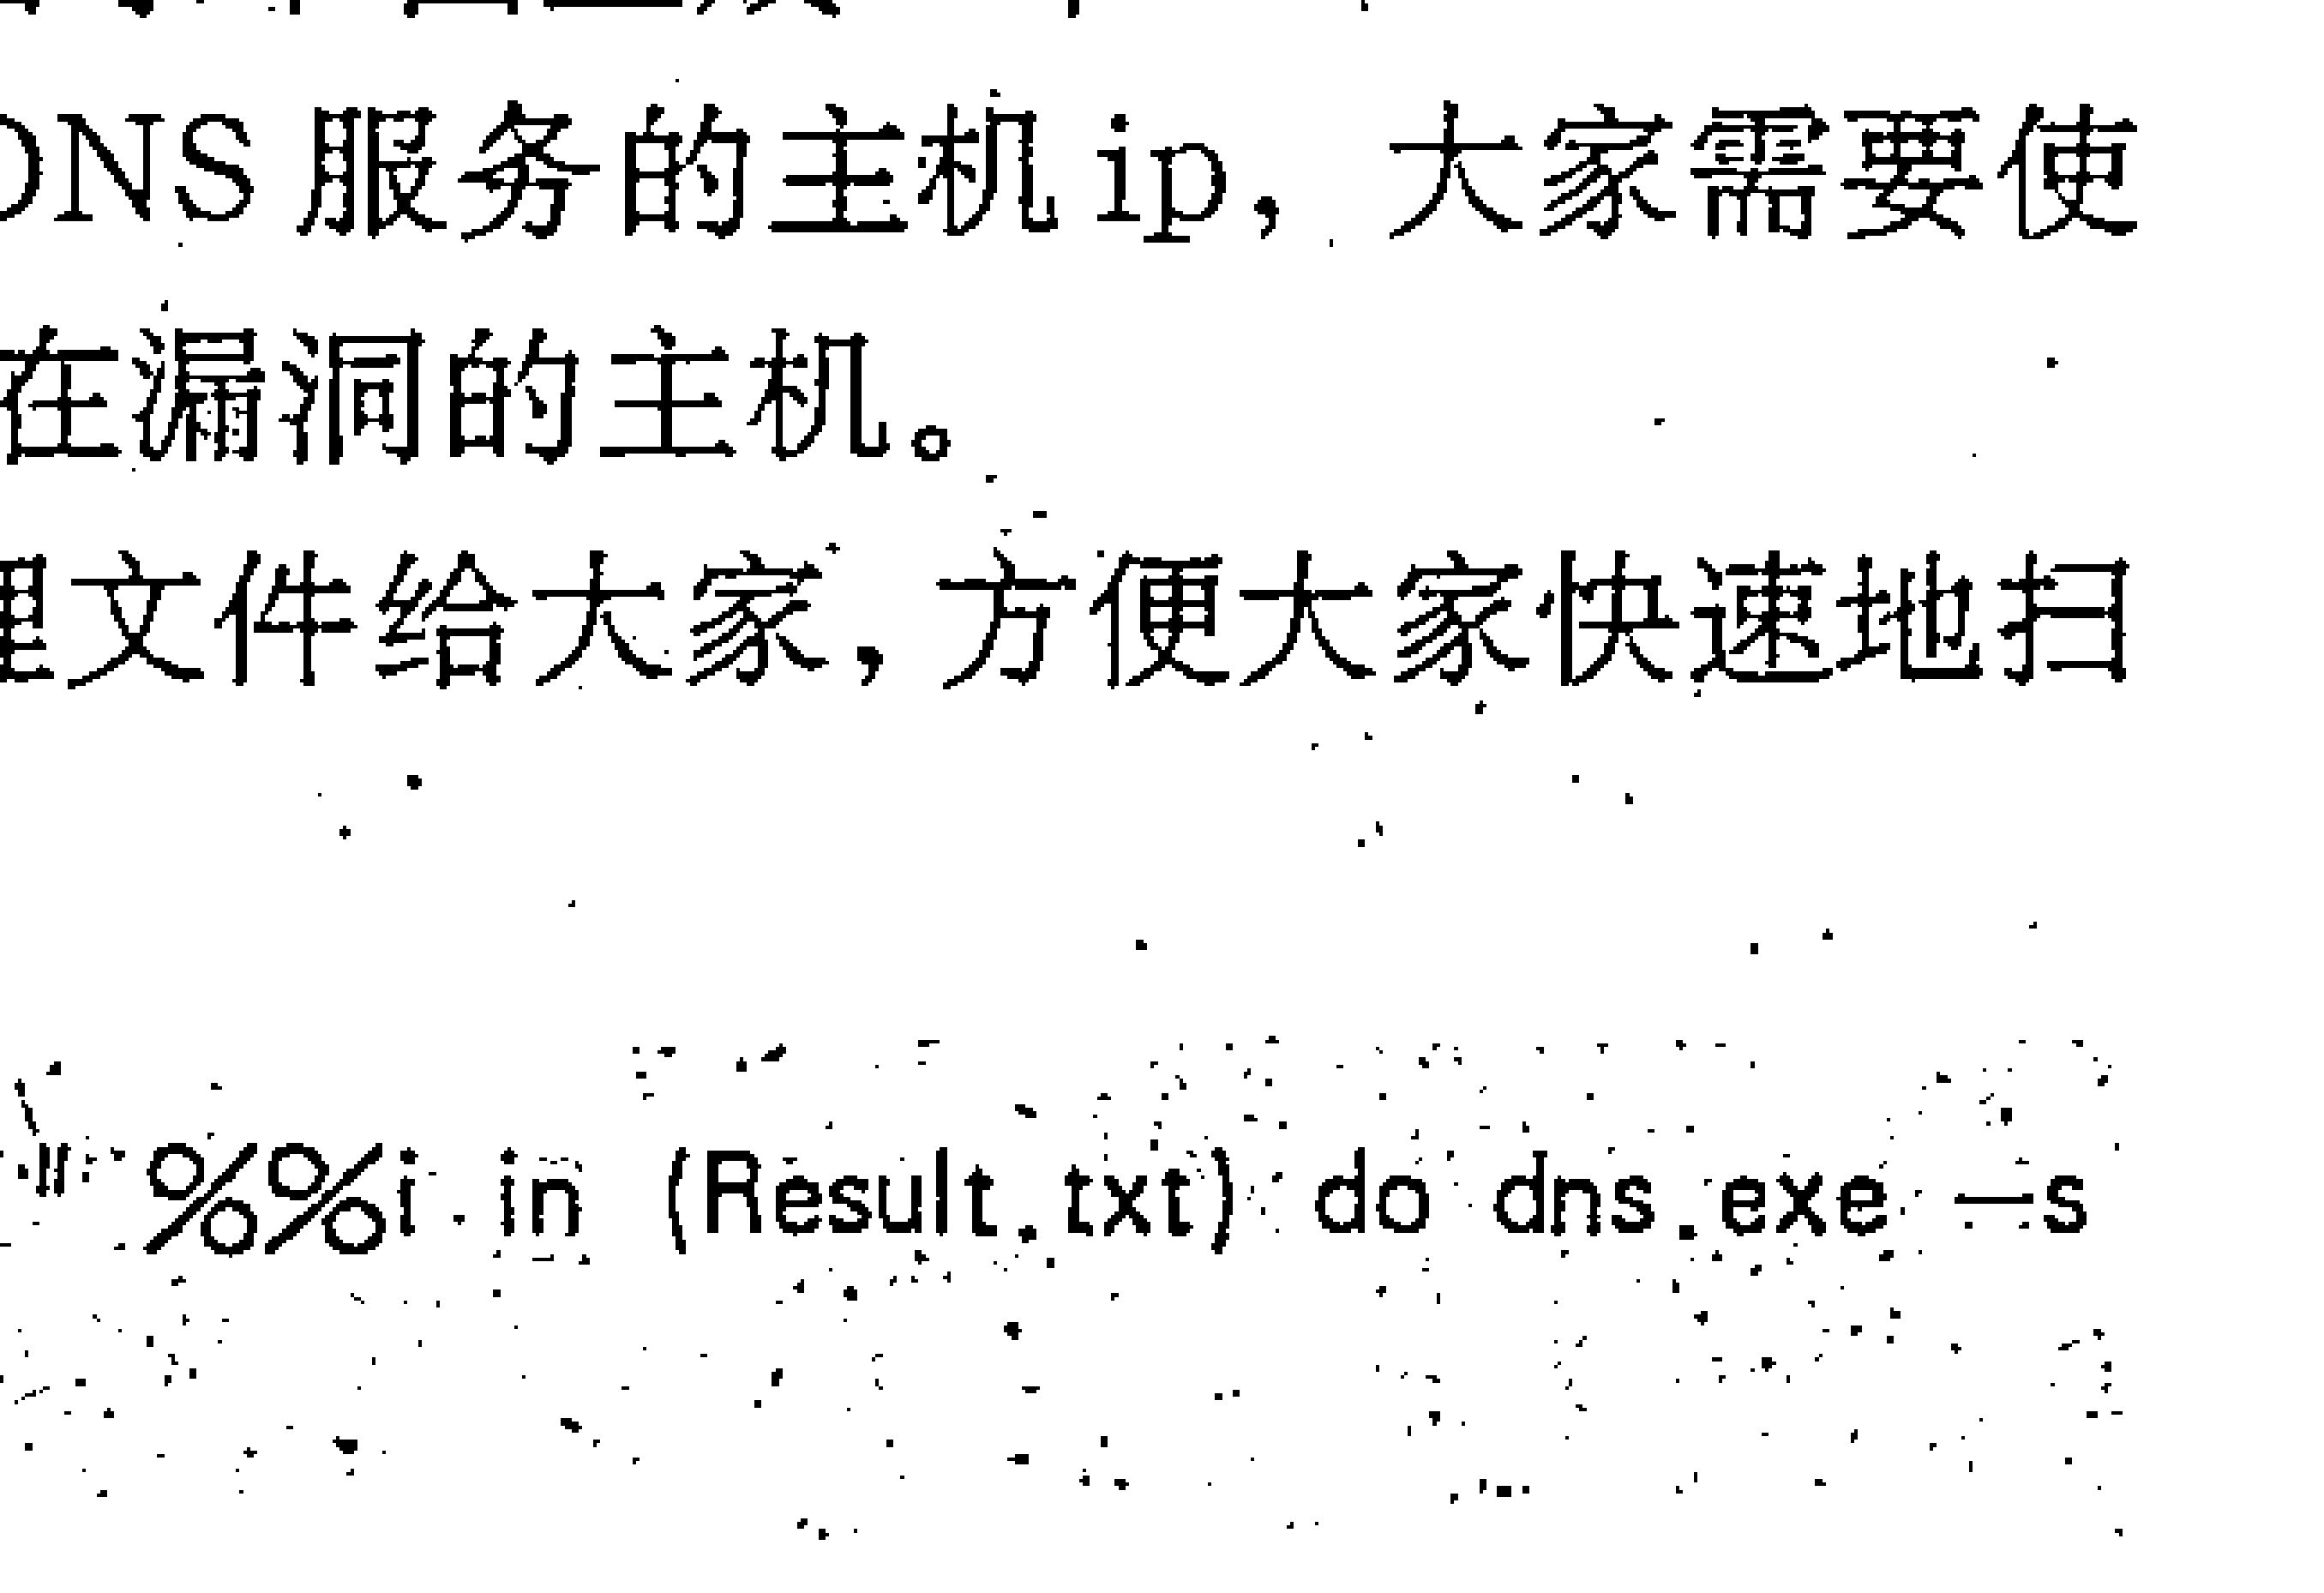 DNS 服务的主机 ip，大家需要使
在漏洞的主机。
文件给大家，方便大家快速地扫
" %%i in (Result.txt) do dns.exe —s